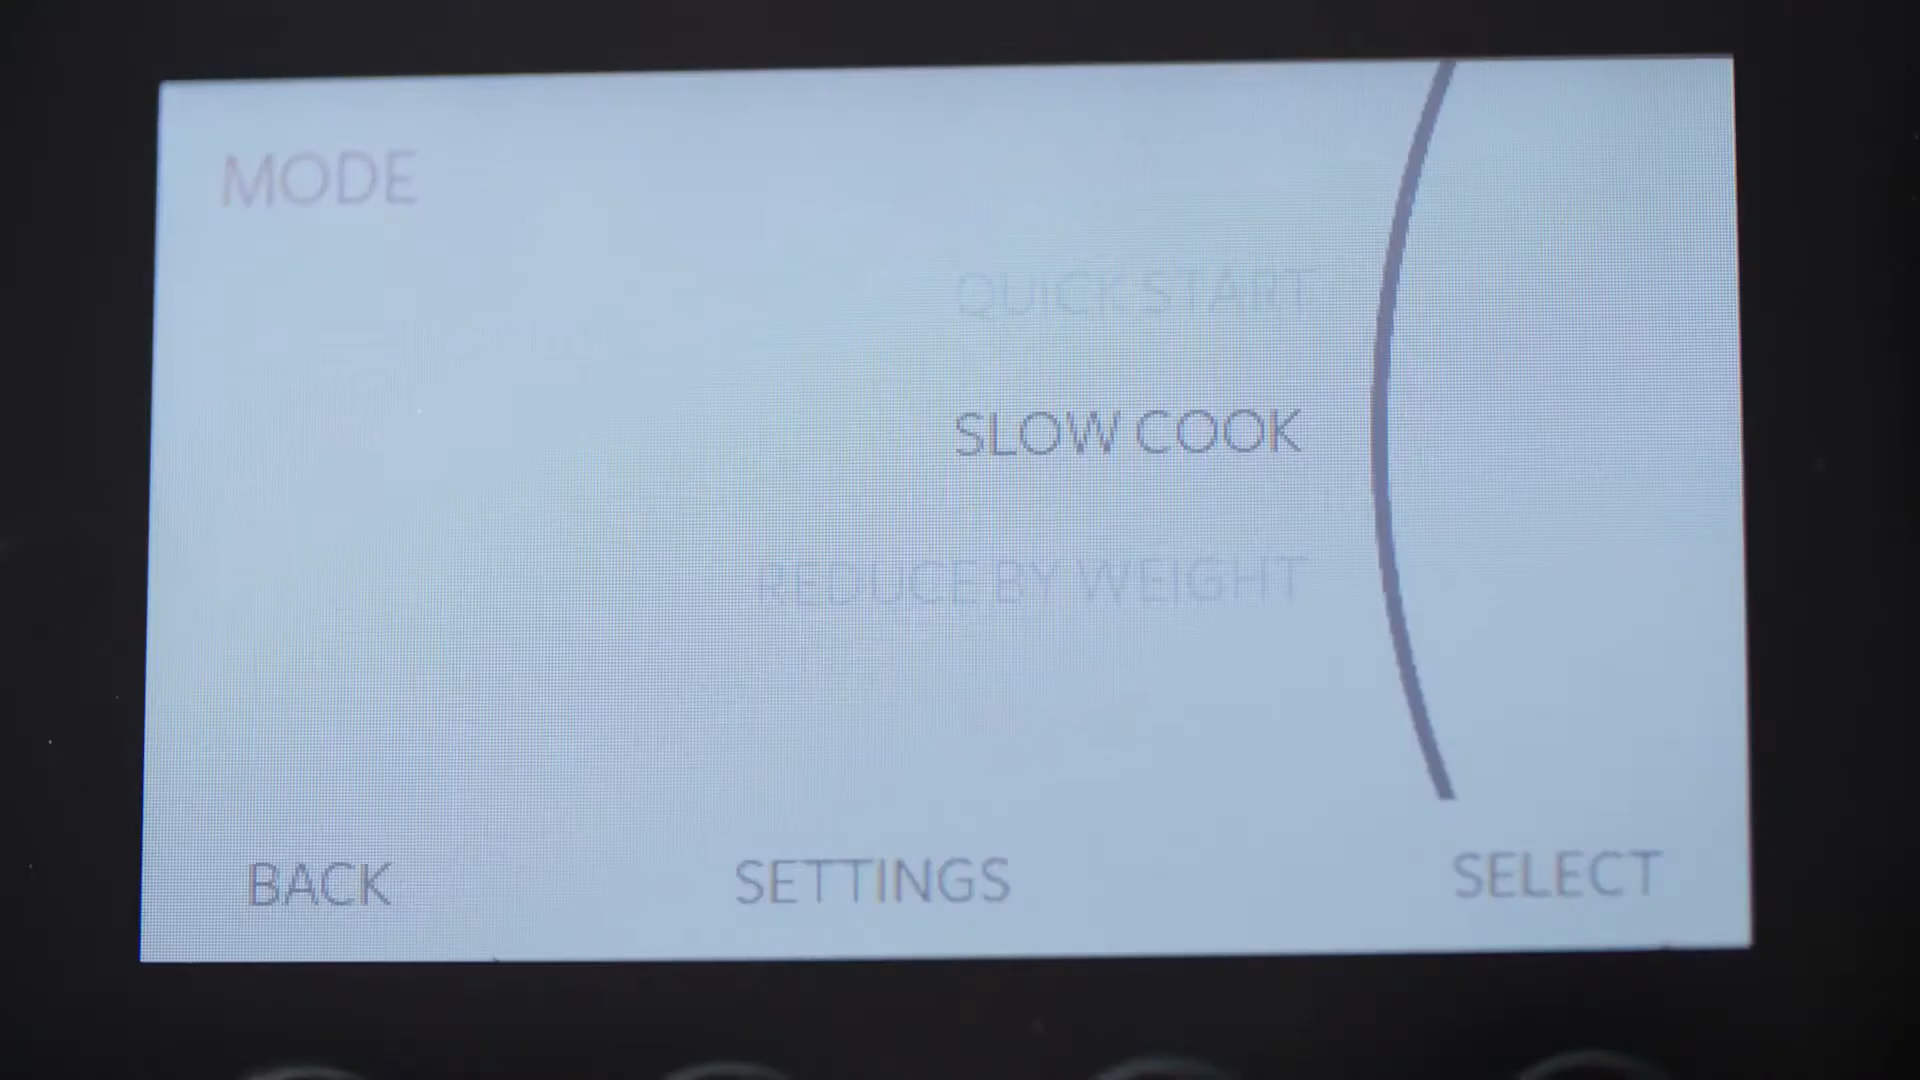 MODE
QUICK START
SLOW COOK
REDUCE BY WEIGHT
BACK
SETTINGS
SELECT